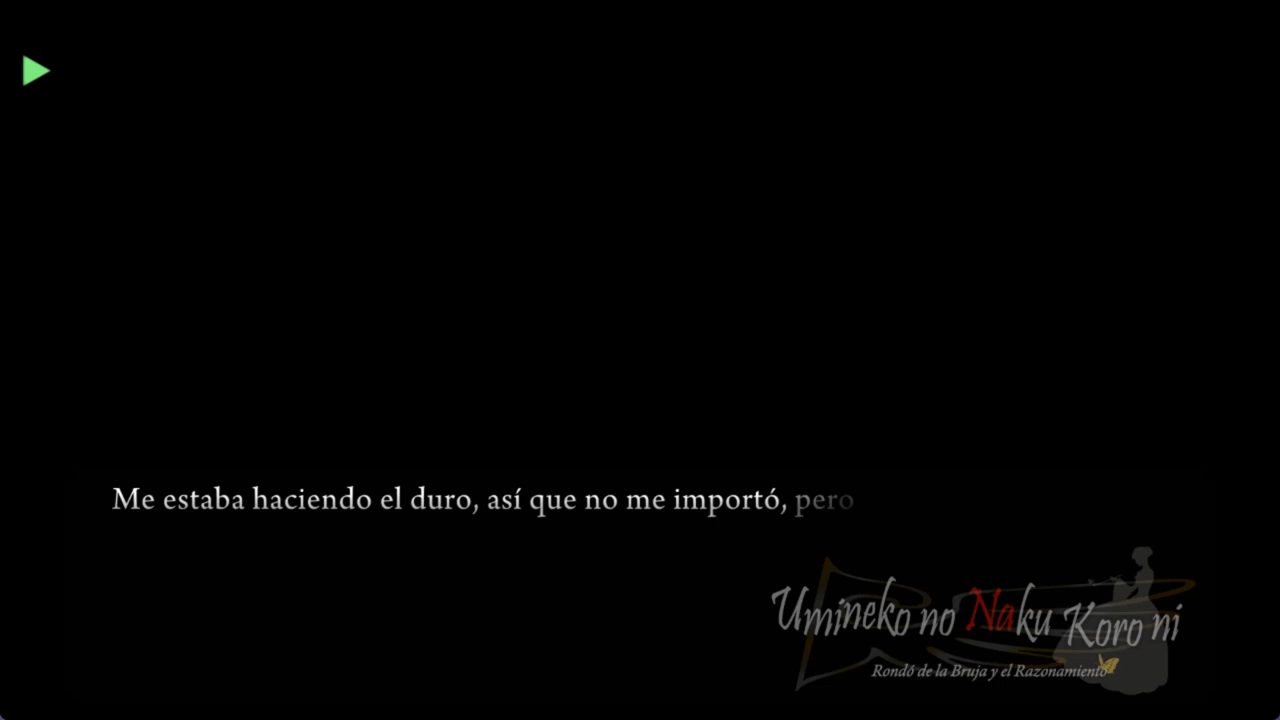 Me estaba haciendo el duro, así que no me importó, pero
Umineko no Naku Koro ni
Rondó de la Bruja y el Razonamiento